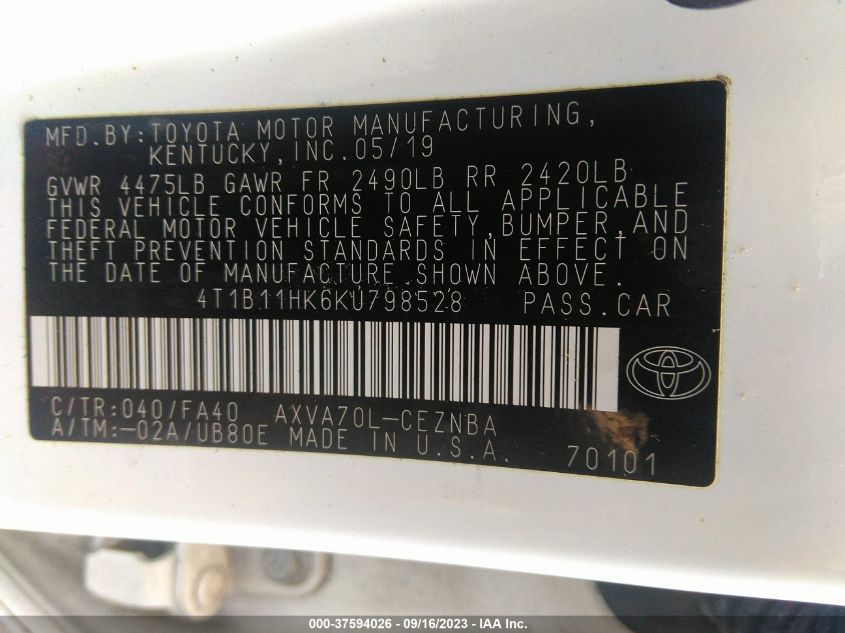 MFD.BY:TOYOTA MOTOR MANUFACTURING,
KENTUCKY,INC.05/19
GVWR 4475LB GAWR FR 2490LB RR 2420LB
THIS VEHICLE CONFORMS TO ALL APPLICABLE
FEDERAL MOTOR VEHICLE SAFETY,BUMPER,AND
THEFT PREVENTION STANDARDS IN EFFECT ON
THE DATE OF MANUFACTURE SHOWN ABOVE.
4T1B11HK6KU798528 PASS.CAR
C/TR:040/FA40 AXVA70L-CEZNBA
A/TM:-02A/UB80E MADE IN U.S.A. 70101
000-37594026 - 09/16/2023 - IAA Inc.